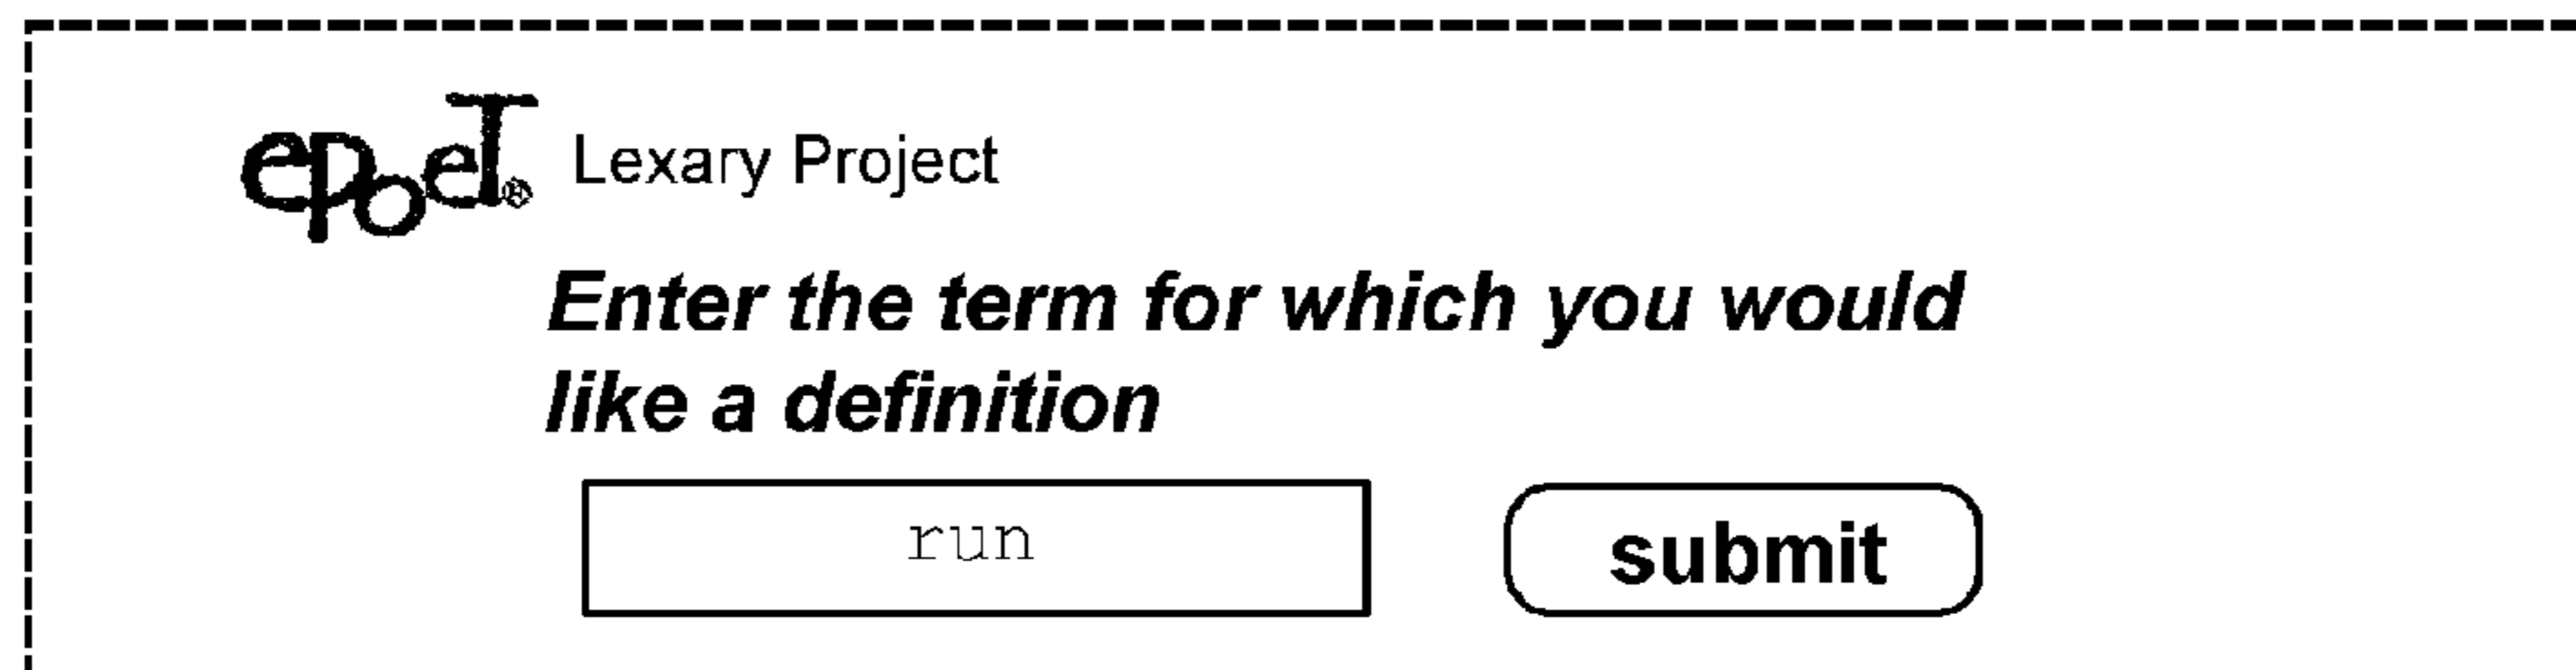 epoeT® Lexary Project
Enter the term for which you would
like a definition
run
submit